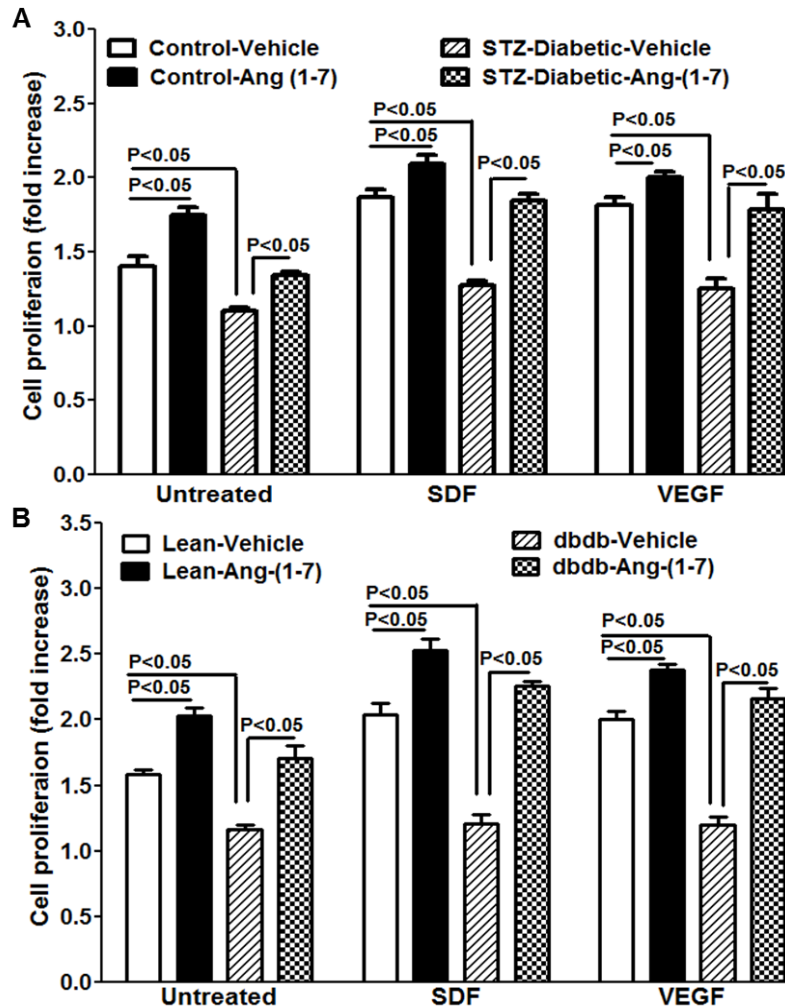 A
Cell proliferaion (fold increase)
3.0
2.5
2.0
1.5
1.0
0.5
0.0
Control-Vehicle
Control-Ang (1-7)
STZ-Diabetic-Vehicle
STZ-Diabetic-Ang-(1-7)
P<0.05
P<0.05
P<0.05
P<0.05
P<0.05
P<0.05
P<0.05
P<0.05
P<0.05
Untreated
SDF
VEGF
B
Cell proliferaion (fold increase)
3.5
3.0
2.5
2.0
1.5
1.0
0.5
0.0
Lean-Vehicle
Lean-Ang-(1-7)
dbdb-Vehicle
dbdb-Ang-(1-7)
P<0.05
P<0.05
P<0.05
P<0.05
P<0.05
P<0.05
P<0.05
P<0.05
P<0.05
Untreated
SDF
VEGF